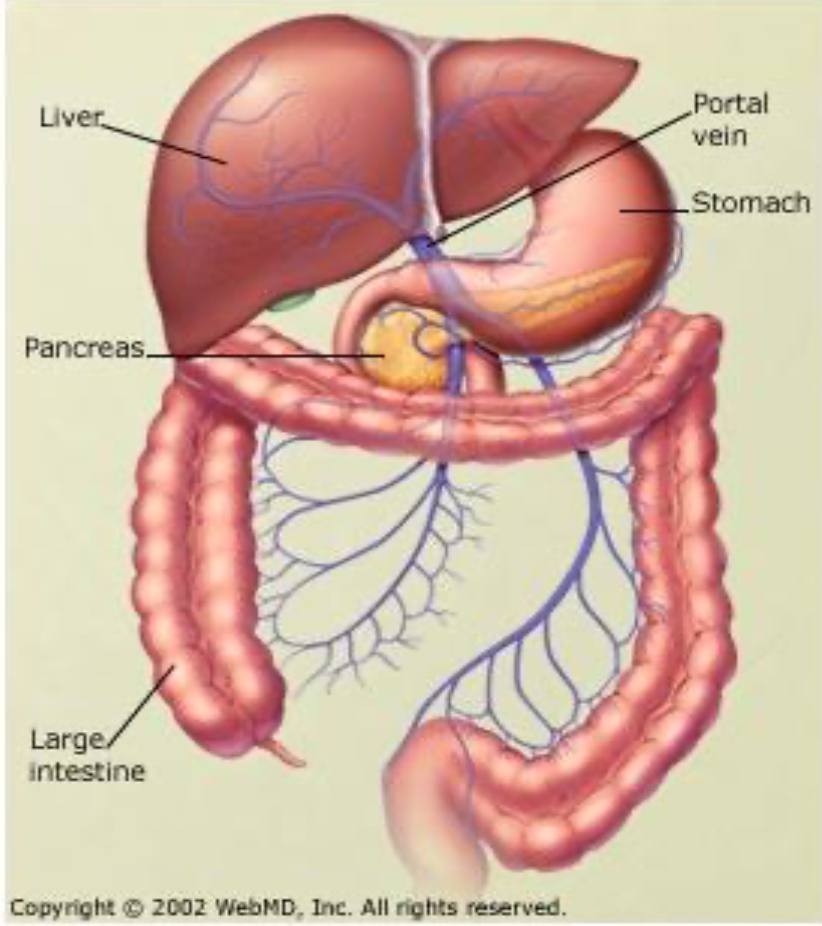 Liver
Portal
vein
Stomach
Pancreas
Large
intestine
Copyright © 2002 WebMD, Inc. All rights reserved.